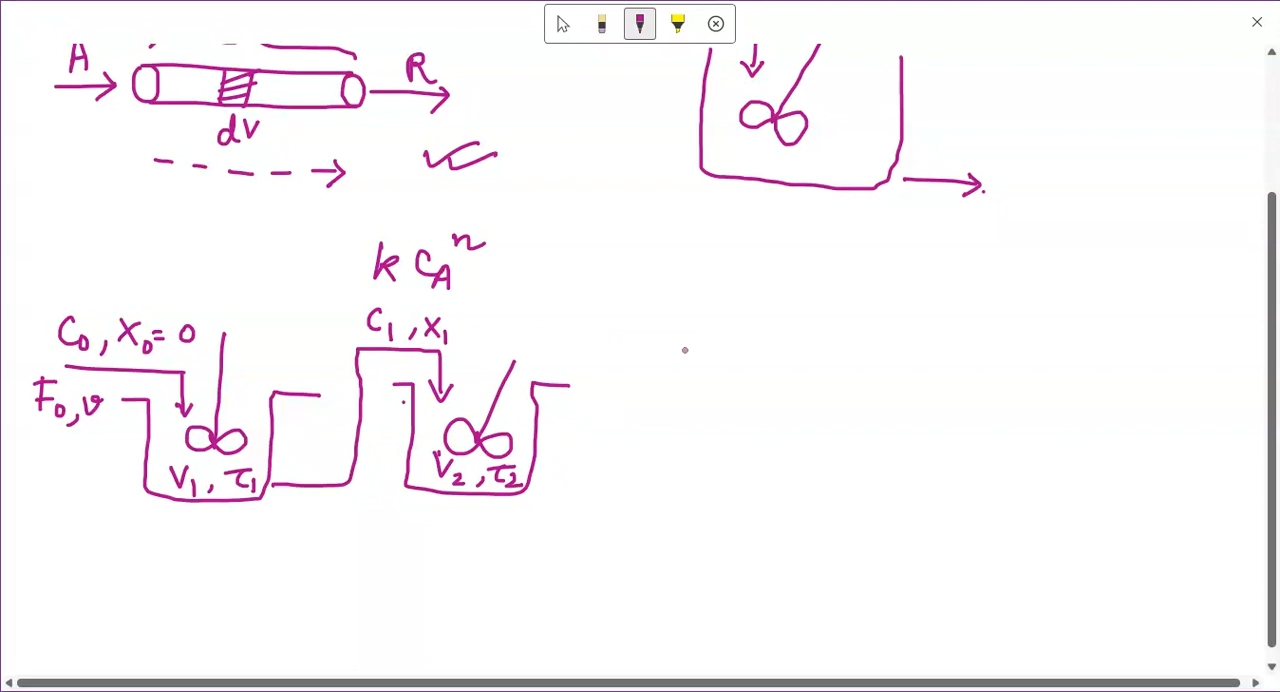 A
R
dV
k C_A^n
C_0, X_0 = 0
C_1, X_1
F_0, v
V_1, τ_1
V_2, τ_2